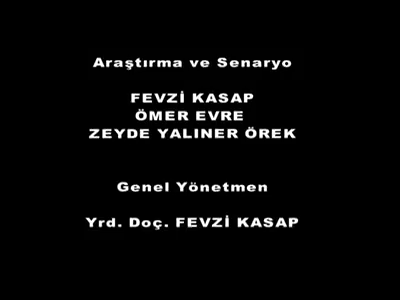 Araştırma ve Senaryo
FEVZİ KASAP
ÖMER EVRE
ZEYDE YALINER ÖREK
Genel Yönetmen
Yrd. Doç. FEVZİ KASAP